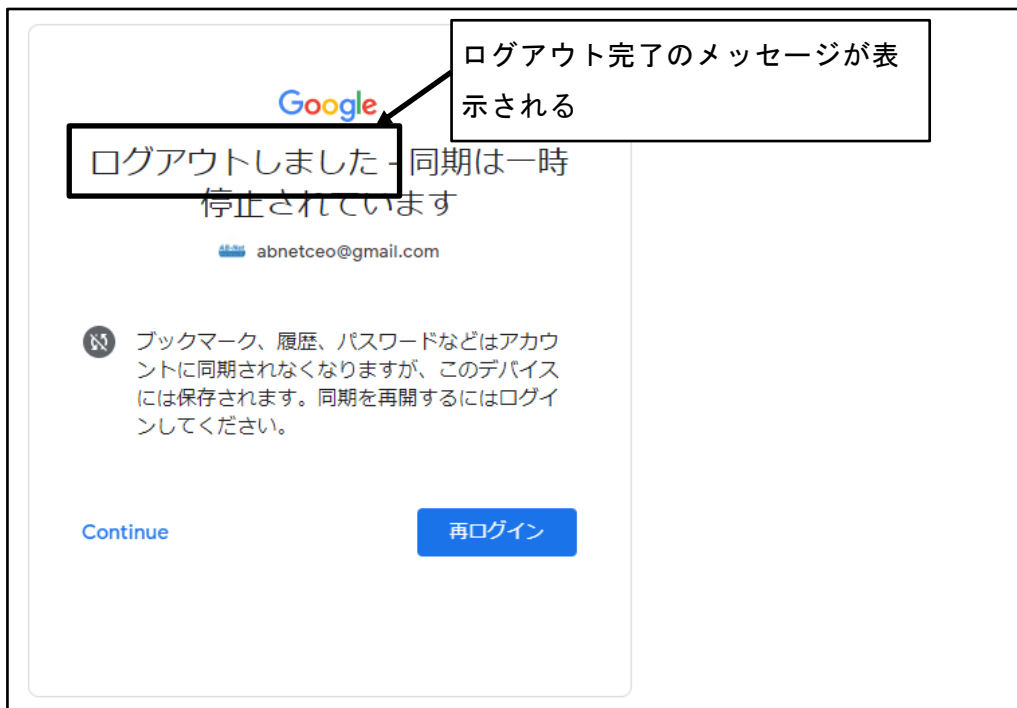 ログアウト完了のメッセージが表
示される
Google
ログアウトしました - 同期は一時
停止されています
abnetceo@gmail.com
ブックマーク、履歴、パスワードなどはアカウ
ントに同期されなくなりますが、このデバイス
には保存されます。同期を再開するにはログイ
ンしてください。
Continue
再ログイン